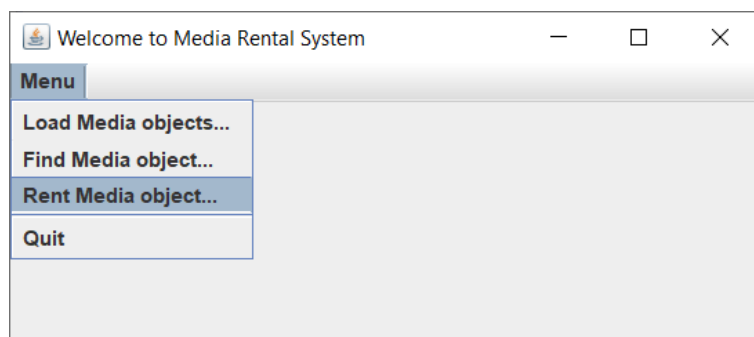 Welcome to Media Rental System
Menu
Load Media objects...
Find Media object...
Rent Media object...
Quit